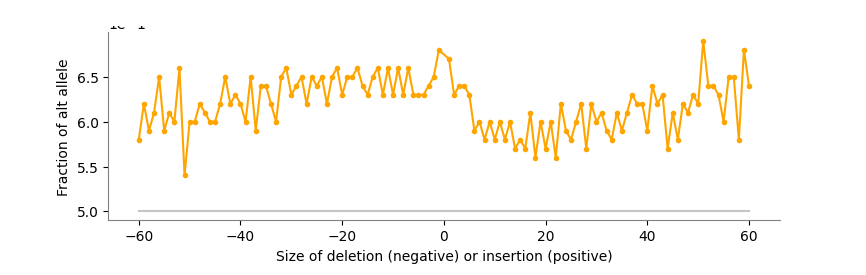 6.5
6.0
5.5
5.0
Fraction of alt allele
−60 −40 −20 0 20 40 60
Size of deletion (negative) or insertion (positive)